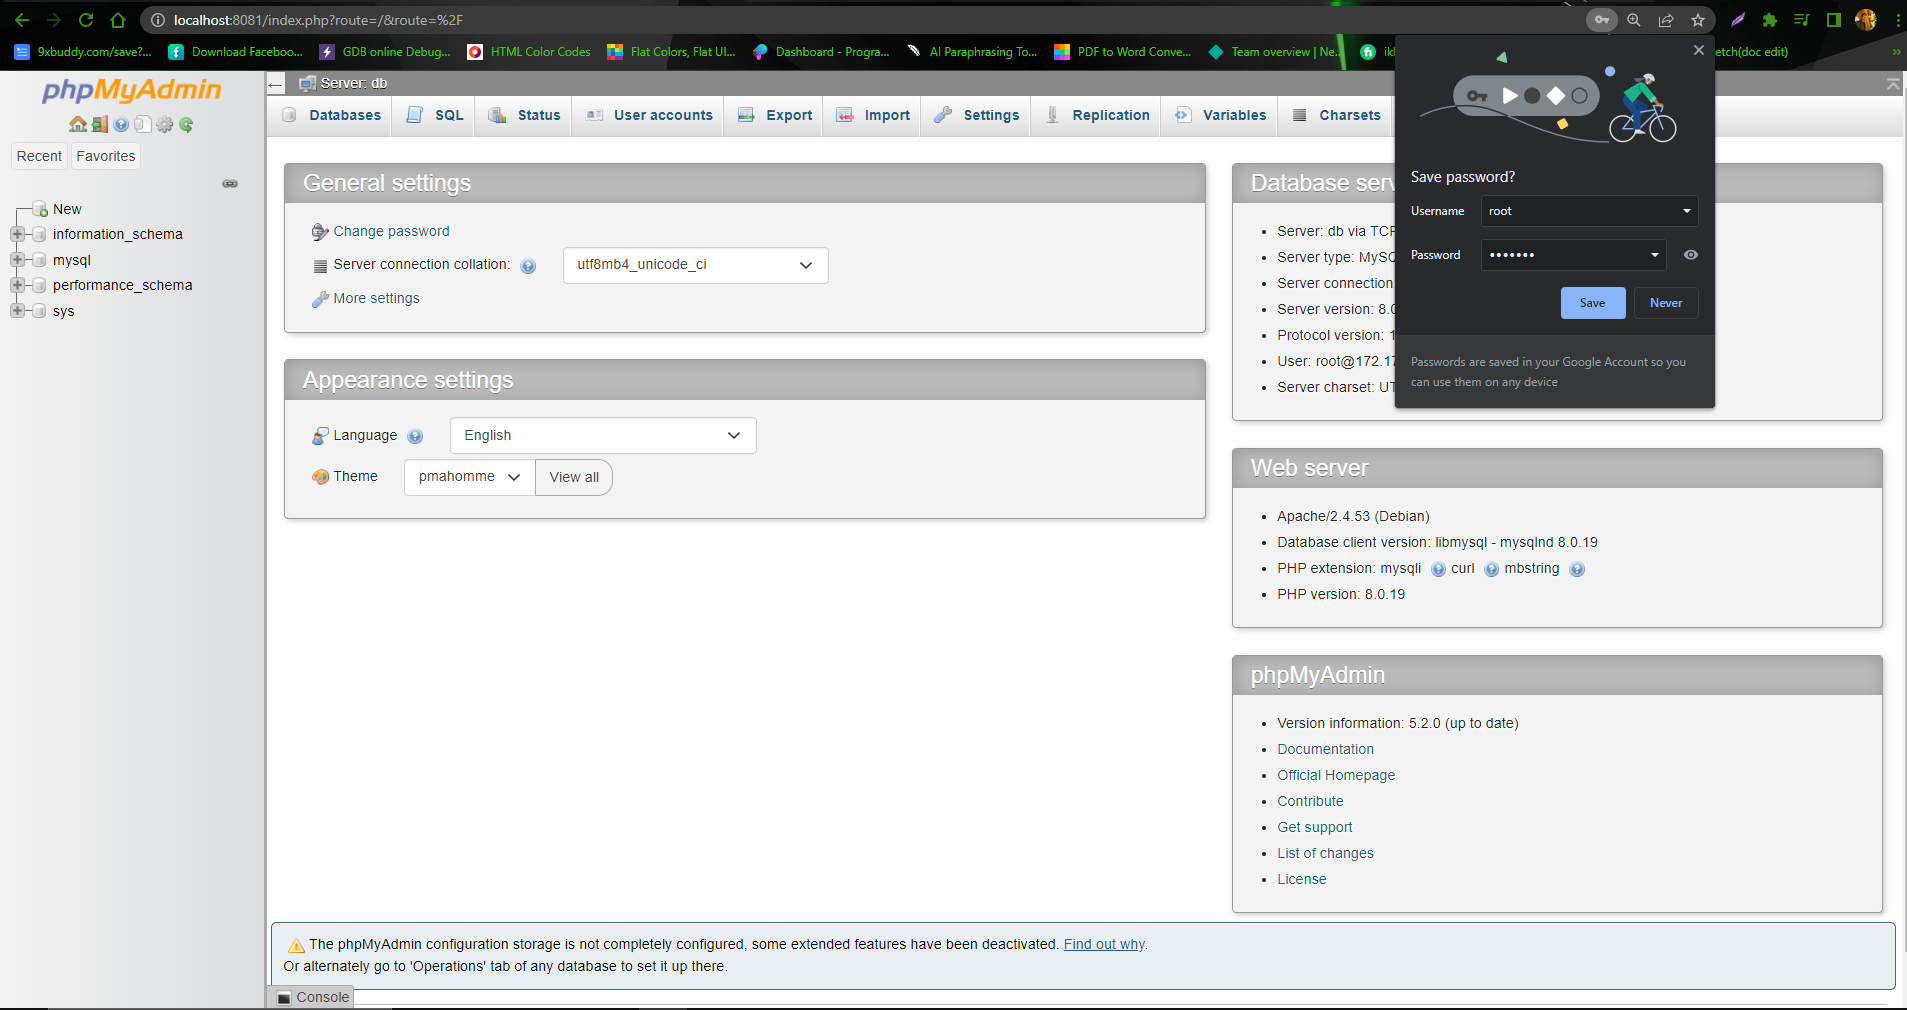 localhost:8081/index.php?route=/&route=%2F
9xbuddy.com/save?...
Download Faceboo...
GDB online Debug...
HTML Color Codes
Flat Colors, Flat UI...
Dashboard - Progra...
AI Paraphrasing To...
PDF to Word Conve...
Team overview | Ne...
etch(doc edit)
phpMyAdmin
Recent
Favorites
New
information_schema
mysql
performance_schema
sys
Server: db
Databases
SQL
Status
User accounts
Export
Import
Settings
Replication
Variables
Charsets
General settings
Change password
Server connection collation:
utf8mb4_unicode_ci
More settings
Appearance settings
Language
English
Theme
pmahomme
View all
Database serv
Server: db via TCP
Server type: MySQ
Server connection
Server version: 8.0
Protocol version: 1
User: root@172.17
Server charset: UT
Save password?
Username
root
Password
•••••••
Save
Never
Passwords are saved in your Google Account so you
can use them on any device
Web server
Apache/2.4.53 (Debian)
Database client version: libmysql - mysqlnd 8.0.19
PHP extension: mysqli curl mbstring
PHP version: 8.0.19
phpMyAdmin
Version information: 5.2.0 (up to date)
Documentation
Official Homepage
Contribute
Get support
List of changes
License
The phpMyAdmin configuration storage is not completely configured, some extended features have been deactivated. Find out why.
Or alternately go to 'Operations' tab of any database to set it up there.
Console